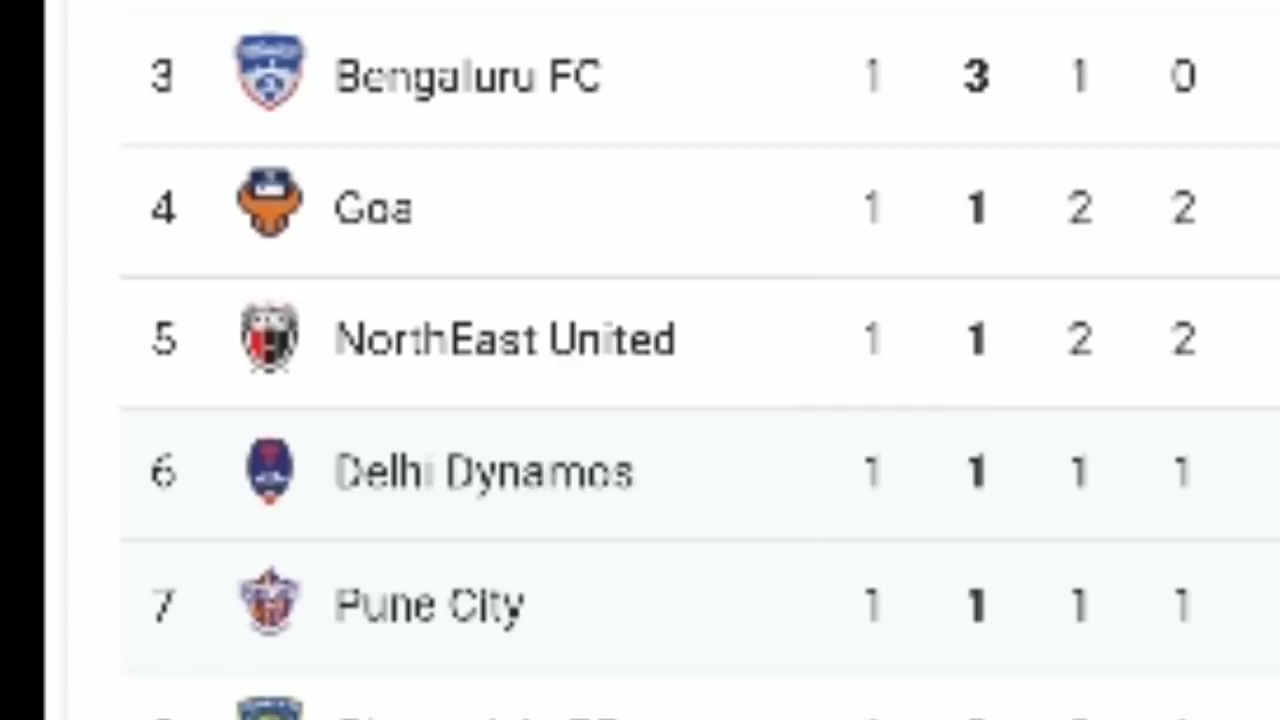 3 Bengaluru FC 1 3 1 0
4 Goa 1 1 2 2
5 NorthEast United 1 1 2 2
6 Delhi Dynamos 1 1 1 1
7 Pune City 1 1 1 1